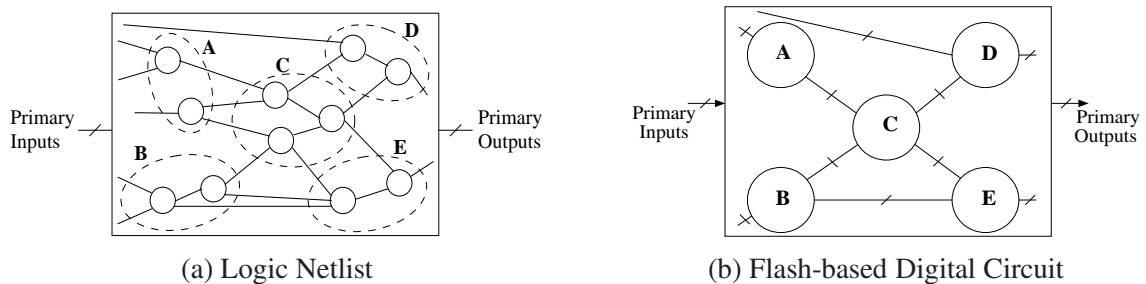 A
D
C
Primary
Inputs
Primary
Outputs
B
E
(a) Logic Netlist
A
D
Primary
Inputs
C
Primary
Outputs
B
E
(b) Flash-based Digital Circuit